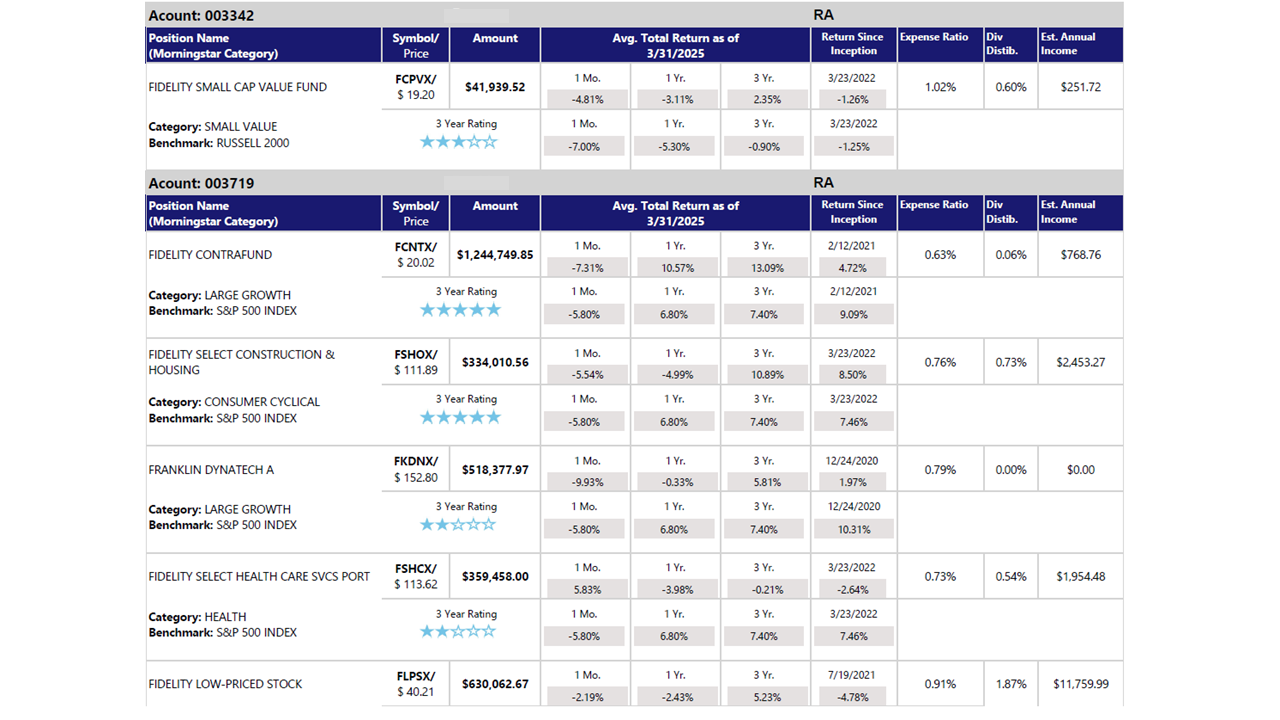 Acount: 003342 RA
Position Name Symbol/ Amount Avg. Total Return as of Return Since Expense Ratio Div Est. Annual
(Morningstar Category) Price 3/31/2025 Inception Distib. Income
1 Mo. 1 Yr. 3 Yr. 3/23/2022
FIDELITY SMALL CAP VALUE FUND FCPVX/ $41,939.52 1.02% 0.60% $251.72
$ 19.20 -4.81% -3.11% 2.35% -1.26%
Category: SMALL VALUE 3 Year Rating 1 Mo. 1 Yr. 3 Yr. 3/23/2022
Benchmark: RUSSELL 2000 -7.00% -5.30% -0.90% -1.25%
Acount: 003719 RA
Position Name Symbol/ Amount Avg. Total Return as of Return Since Expense Ratio Div Est. Annual
(Morningstar Category) Price 3/31/2025 Inception Distib. Income
1 Mo. 1 Yr. 3 Yr. 2/12/2021
FIDELITY CONTRAFUND FCNTX/ $1,244,749.85 0.63% 0.06% $768.76
$ 20.02 -7.31% 10.57% 13.09% 4.72%
Category: LARGE GROWTH 3 Year Rating 1 Mo. 1 Yr. 3 Yr. 2/12/2021
Benchmark: S&P 500 INDEX -5.80% 6.80% 7.40% 9.09%
FIDELITY SELECT CONSTRUCTION & FSHOX/ $334,010.56 1 Mo. 1 Yr. 3 Yr. 3/23/2022 0.76% 0.73% $2,453.27
HOUSING $ 111.89 -5.54% -4.99% 10.89% 8.50%
Category: CONSUMER CYCLICAL 3 Year Rating 1 Mo. 1 Yr. 3 Yr. 3/23/2022
Benchmark: S&P 500 INDEX -5.80% 6.80% 7.40% 7.46%
1 Mo. 1 Yr. 3 Yr. 12/24/2020
FRANKLIN DYNATECH A FKDNX/ $518,377.97 0.79% 0.00% $0.00
$ 152.80 -9.93% -0.33% 5.81% 1.97%
Category: LARGE GROWTH 3 Year Rating 1 Mo. 1 Yr. 3 Yr. 12/24/2020
Benchmark: S&P 500 INDEX -5.80% 6.80% 7.40% 10.31%
1 Mo. 1 Yr. 3 Yr. 3/23/2022
FIDELITY SELECT HEALTH CARE SVCS PORT FSHCX/ $359,458.00 0.73% 0.54% $1,954.48
$ 113.62 5.83% -3.98% -0.21% -2.64%
Category: HEALTH 3 Year Rating 1 Mo. 1 Yr. 3 Yr. 3/23/2022
Benchmark: S&P 500 INDEX -5.80% 6.80% 7.40% 7.46%
1 Mo. 1 Yr. 3 Yr. 7/19/2021
FIDELITY LOW-PRICED STOCK FLPSX/ $630,062.67 0.91% 1.87% $11,759.99
$ 40.21 -2.19% -2.43% 5.23% -4.78%